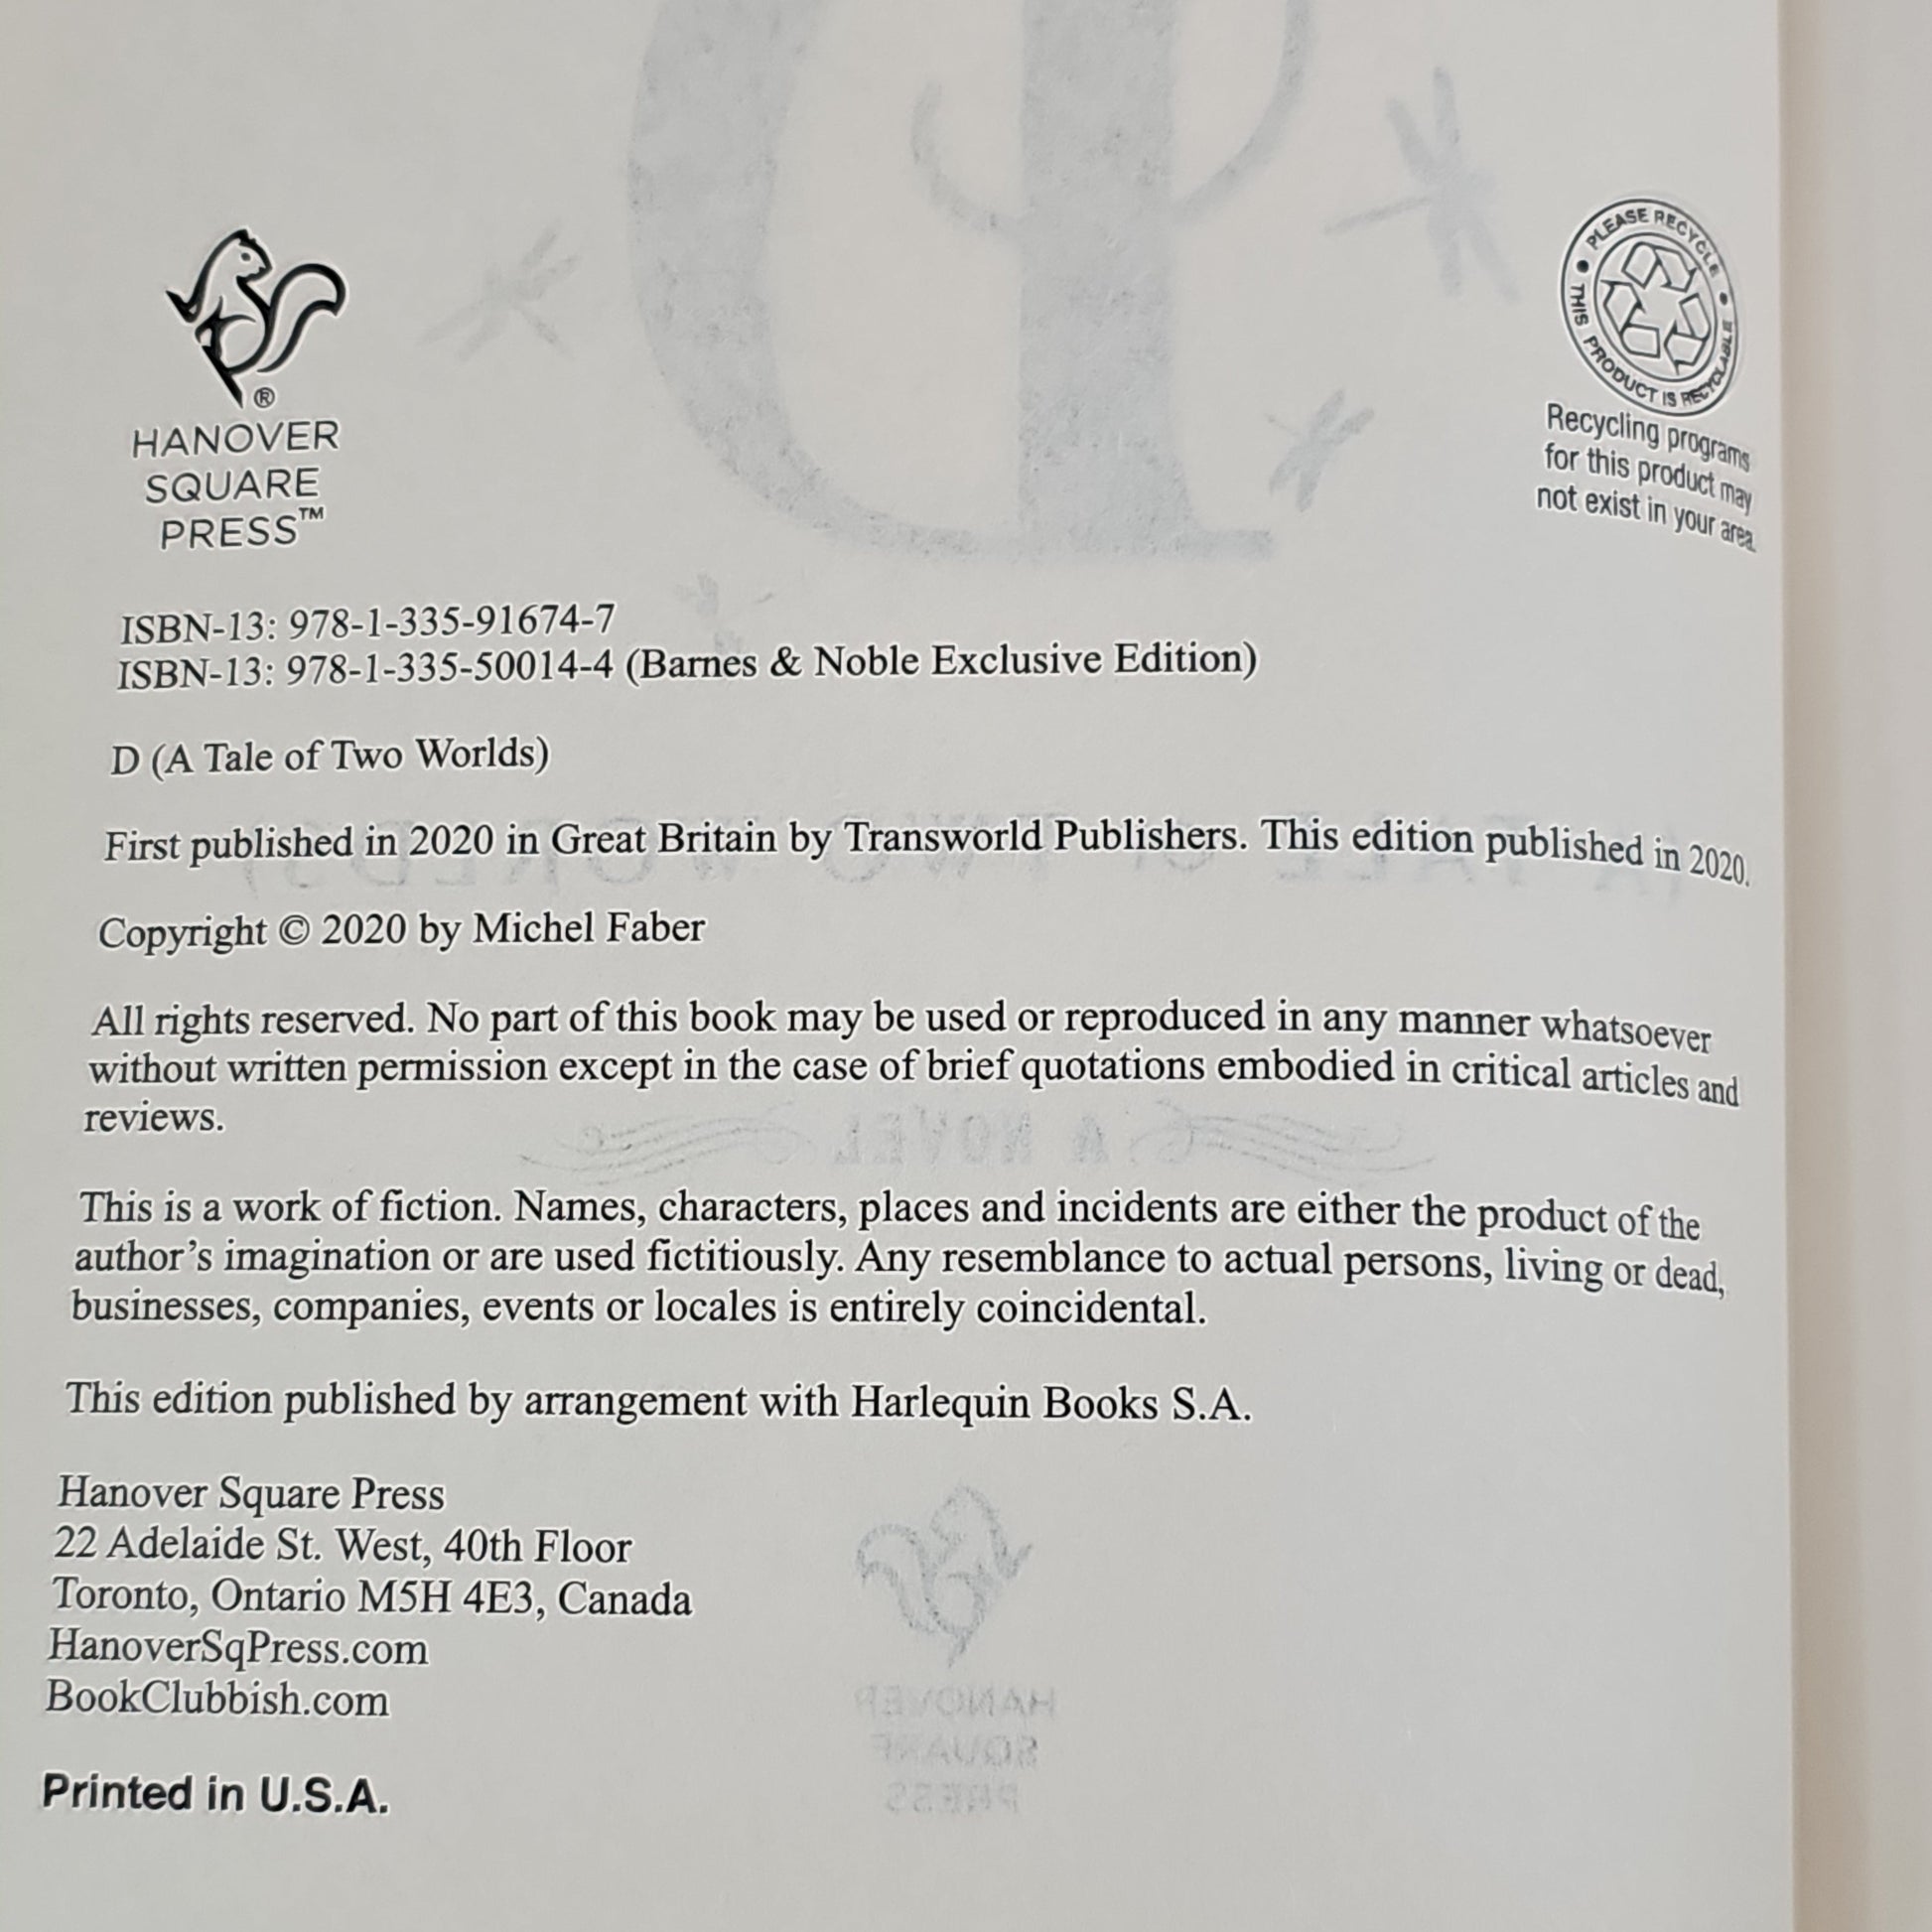 HANOVER
SQUARE
PRESS™
PLEASE RECYCLE • THIS PRODUCT IS RECYCLABLE •
Recycling programs
for this product may
not exist in your area.
ISBN-13: 978-1-335-91674-7
ISBN-13: 978-1-335-50014-4 (Barnes & Noble Exclusive Edition)
D (A Tale of Two Worlds)
First published in 2020 in Great Britain by Transworld Publishers. This edition published in 2020.
Copyright © 2020 by Michel Faber
All rights reserved. No part of this book may be used or reproduced in any manner whatsoever
without written permission except in the case of brief quotations embodied in critical articles and
reviews.
This is a work of fiction. Names, characters, places and incidents are either the product of the
author’s imagination or are used fictitiously. Any resemblance to actual persons, living or dead,
businesses, companies, events or locales is entirely coincidental.
This edition published by arrangement with Harlequin Books S.A.
Hanover Square Press
22 Adelaide St. West, 40th Floor
Toronto, Ontario M5H 4E3, Canada
HanoverSqPress.com
BookClubbish.com
Printed in U.S.A.
D
(A TALE OF TWO WORLDS)
A NOVEL
HANOVER
SQUARE
PRESS